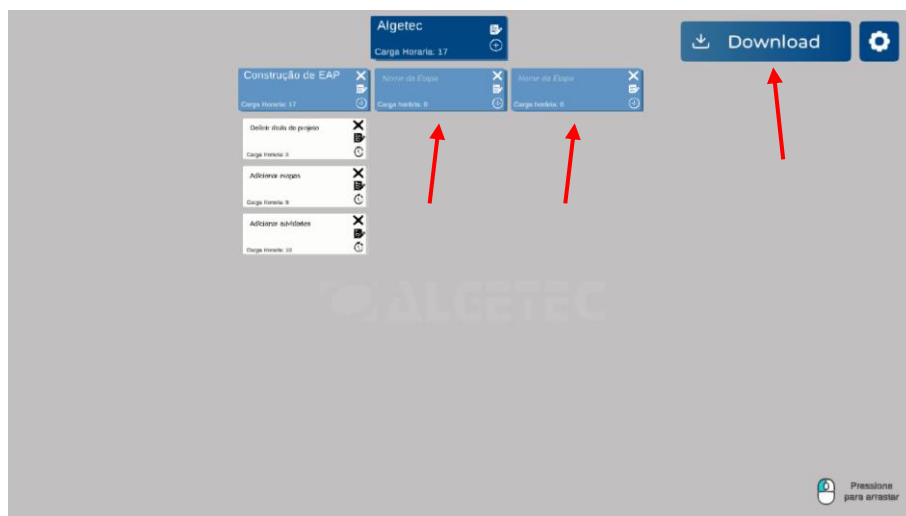 Algetec
Carga Horaria: 17
Download
Construção de EAP
Carga Horaria: 17
Nome da Etapa
Carga horária: 0
Nome da Etapa
Carga horária: 0
Definir título do projeto
Carga Horaria: 3
Adicionar etapas
Carga Horaria:
Adicionar atividades
Carga Horaria:
ALGETEC
Pressione
para arrastar